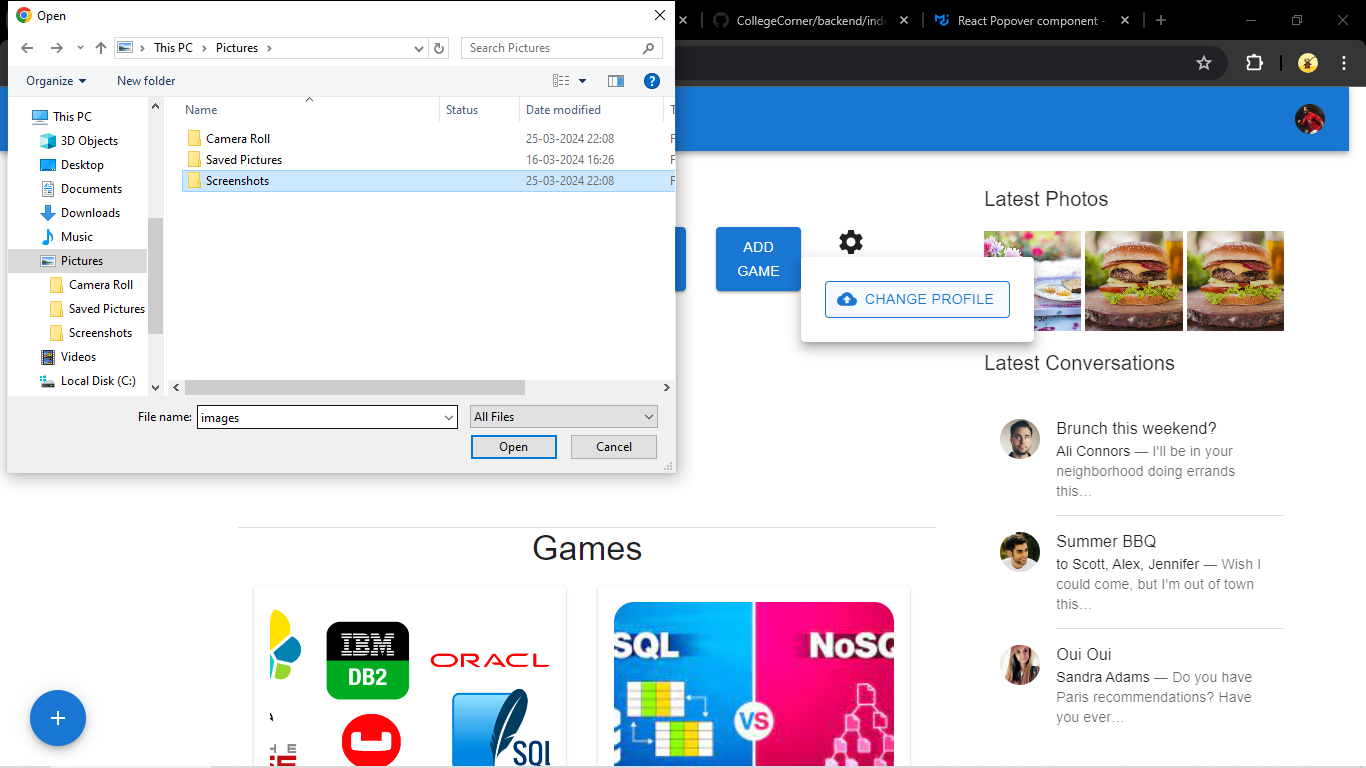 Open
CollegeCorner/backend/inde
React Popover component -
This PC
Pictures
Search Pictures
Organize
New folder
Name
Status
Date modified
This PC
3D Objects
Desktop
Documents
Downloads
Music
Pictures
Camera Roll
Saved Pictures
Screenshots
Videos
Local Disk (C:)
Camera Roll
25-03-2024 22:08
Saved Pictures
16-03-2024 16:26
Screenshots
25-03-2024 22:08
File name:
images
All Files
Open
Cancel
ADD
GAME
CHANGE PROFILE
Latest Photos
Latest Conversations
Brunch this weekend?
Ali Connors — I'll be in your
neighborhood doing errands
this…
Summer BBQ
to Scott, Alex, Jennifer — Wish I
could come, but I'm out of town
this…
Oui Oui
Sandra Adams — Do you have
Paris recommendations? Have
you ever…
Games
IBM
DB2
ORACL
SQL
SQL
VS
NoSQ